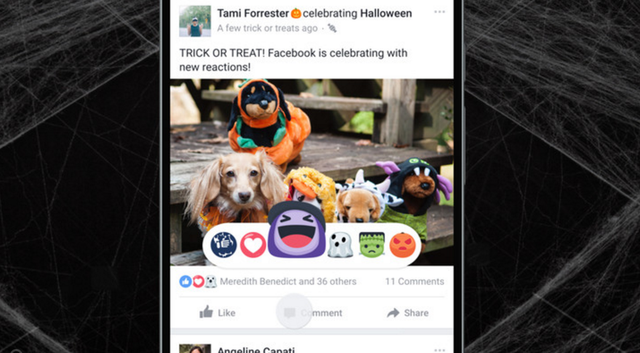 Tami Forrester 🎃 celebrating Halloween
A few trick or treats ago ·
TRICK OR TREAT! Facebook is celebrating with
new reactions!
Meredith Benedict and 36 others 11 Comments
Like Comment Share
Angeline Capati